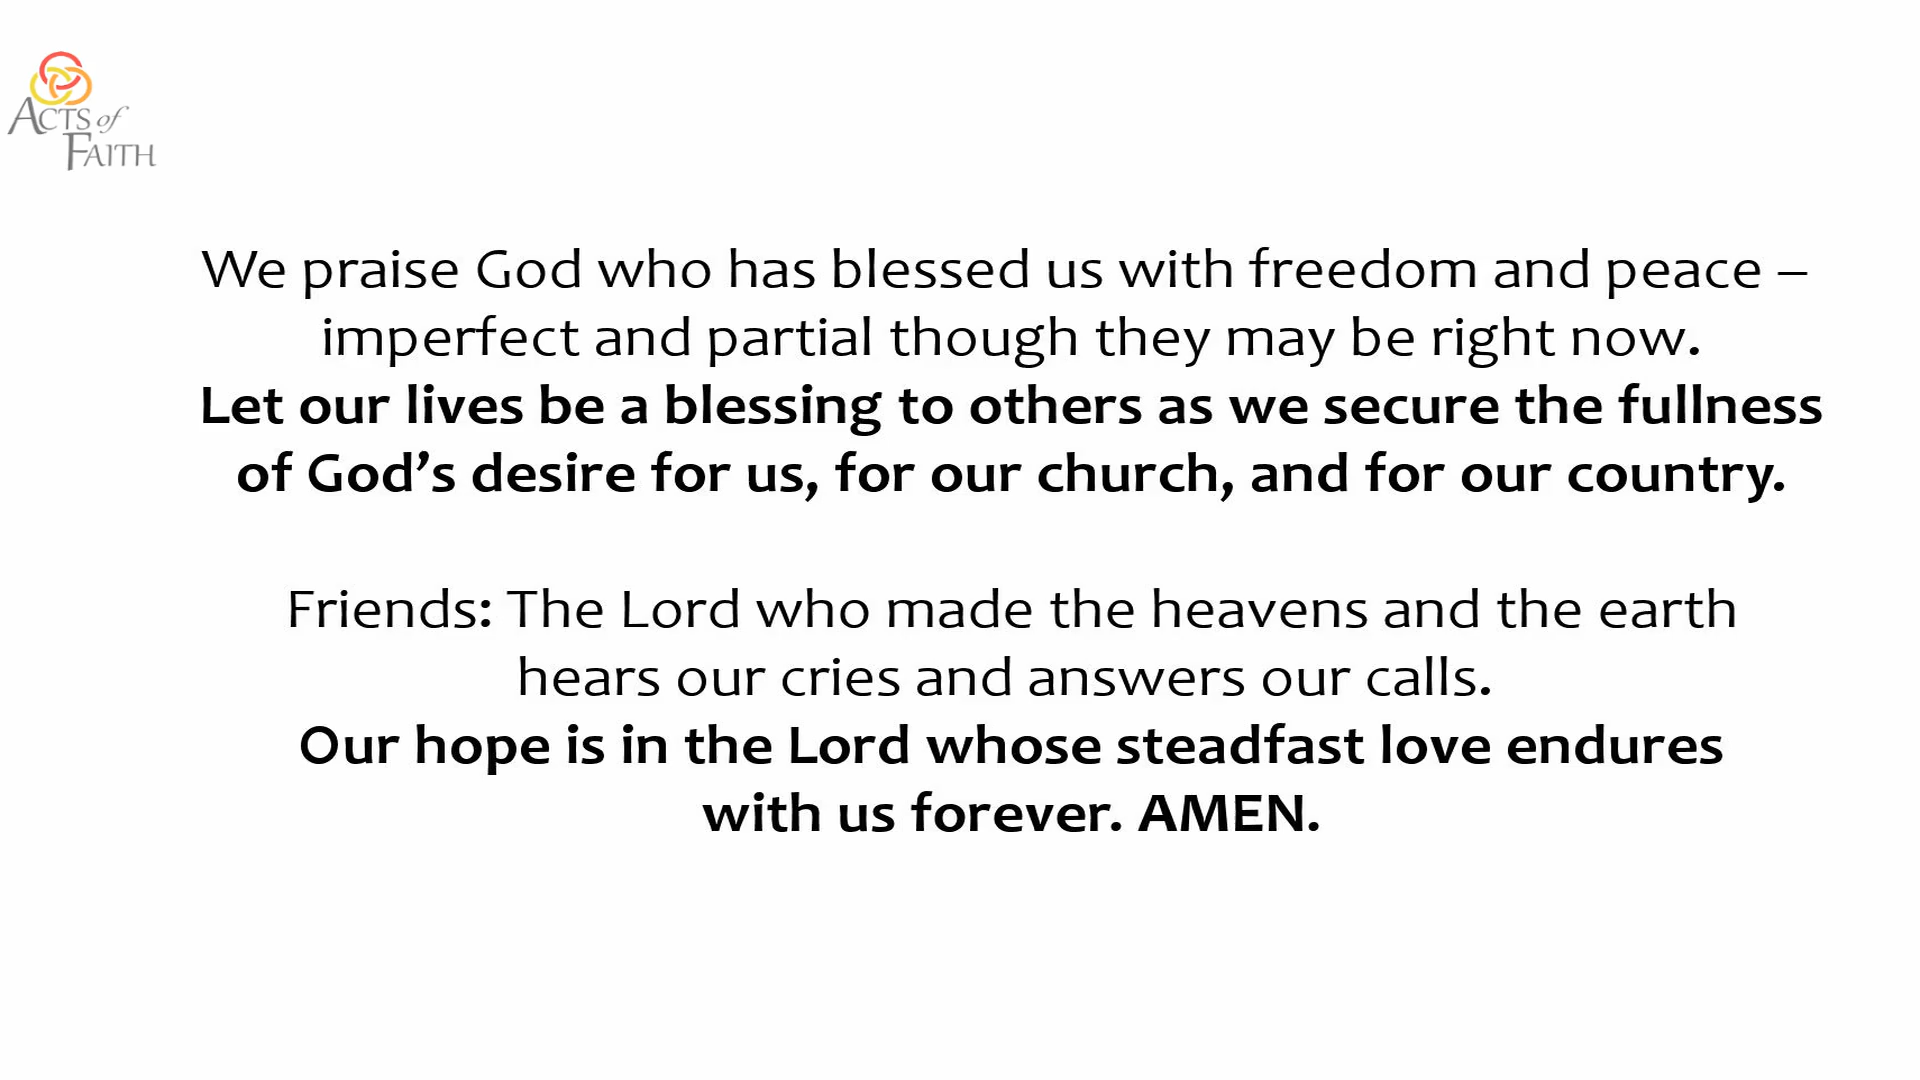 ACTS of
FAITH
We praise God who has blessed us with freedom and peace –
imperfect and partial though they may be right now.
Let our lives be a blessing to others as we secure the fullness
of God’s desire for us, for our church, and for our country.
Friends: The Lord who made the heavens and the earth
hears our cries and answers our calls.
Our hope is in the Lord whose steadfast love endures
with us forever. AMEN.